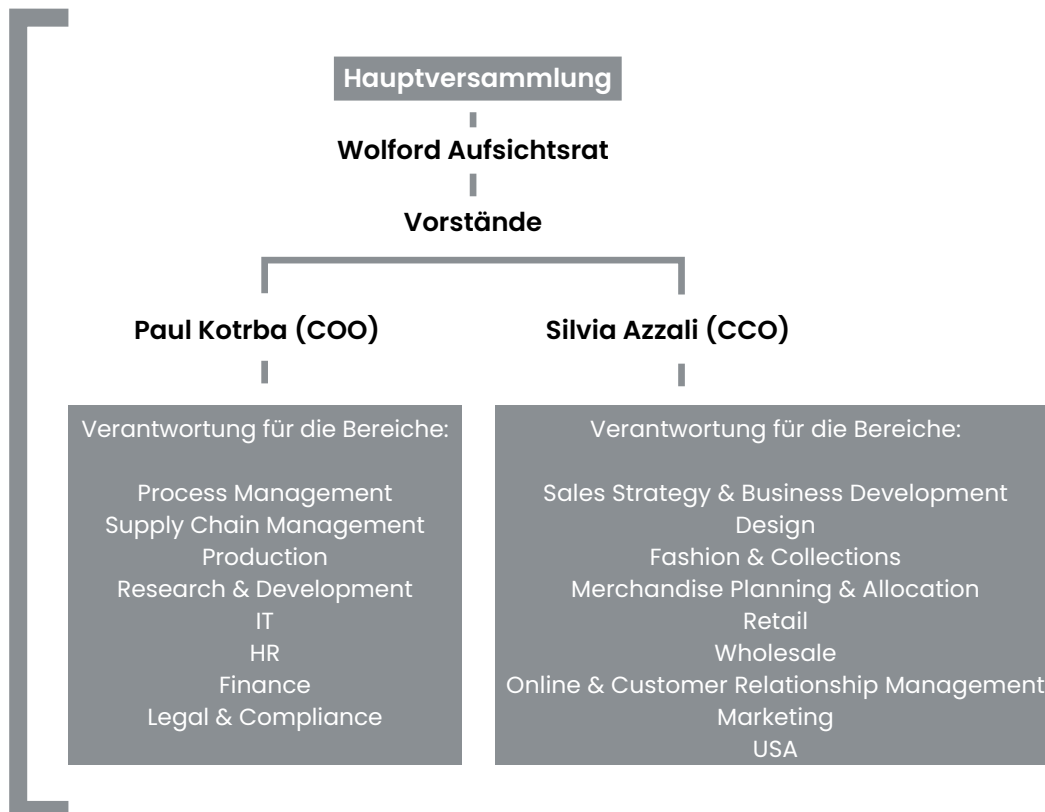 Hauptversammlung
Wolford Aufsichtsrat
Vorstände
Paul Kotrba (COO)
Silvia Azzali (CCO)
Verantwortung für die Bereiche:
Process Management
Supply Chain Management
Production
Research & Development
IT
HR
Finance
Legal & Compliance
Verantwortung für die Bereiche:
Sales Strategy & Business Development
Design
Fashion & Collections
Merchandise Planning & Allocation
Retail
Wholesale
Online & Customer Relationship Management
Marketing
USA